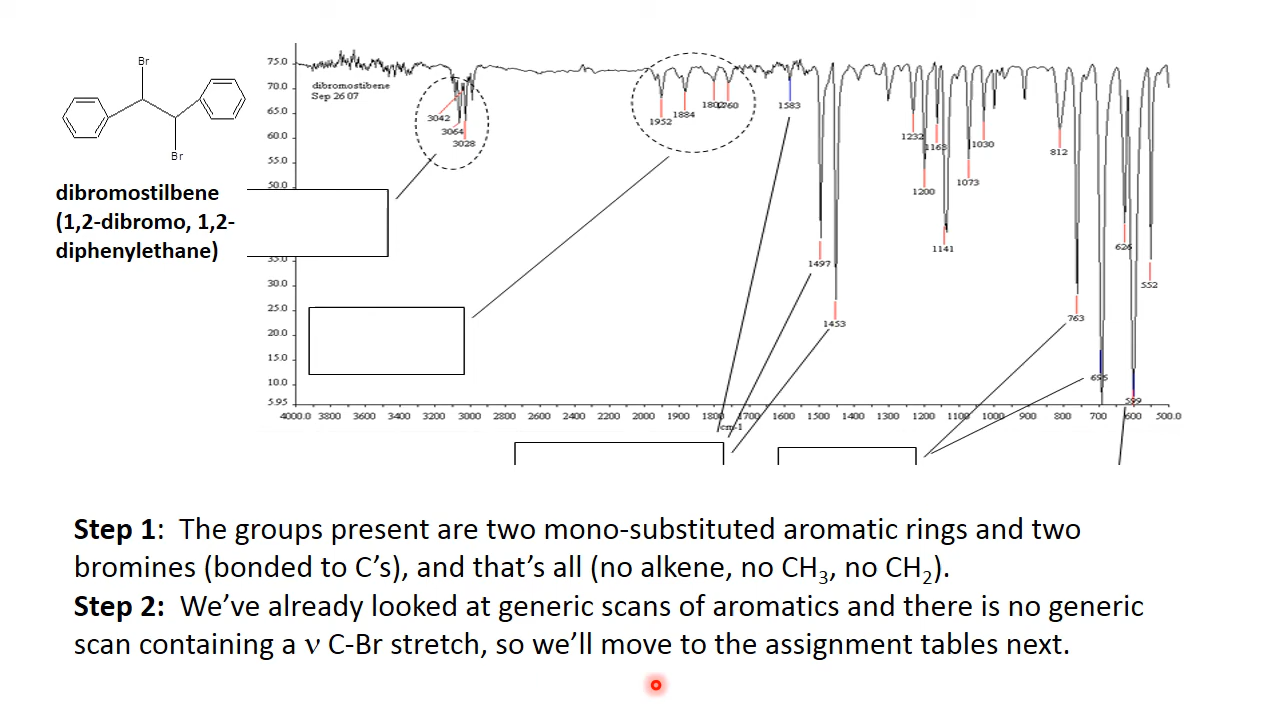 Br
Br
dibromostilbene
(1,2-dibromo, 1,2-
diphenylethane)
dibromostibene
Sep 26 07
75.0
70.0
65.0
60.0
55.0
50.0
35.0
30.0
25.0
20.0
15.0
10.0
5.95
3042
3064
3028
1952
1884
1802
1760
1583
1497
1453
1232
1200
1163
1141
1073
1030
812
763
599
552
4000.0 3800 3600 3400 3200 3000 2800 2600 2400 2200 2000 1900 1800 1700 1600 1500 1400 1300 1200 1100 1000 900 800 700 600 500.0
cm-1
Step 1: The groups present are two mono-substituted aromatic rings and two
bromines (bonded to C’s), and that’s all (no alkene, no CH3, no CH2).
Step 2: We’ve already looked at generic scans of aromatics and there is no generic
scan containing a ν C-Br stretch, so we’ll move to the assignment tables next.